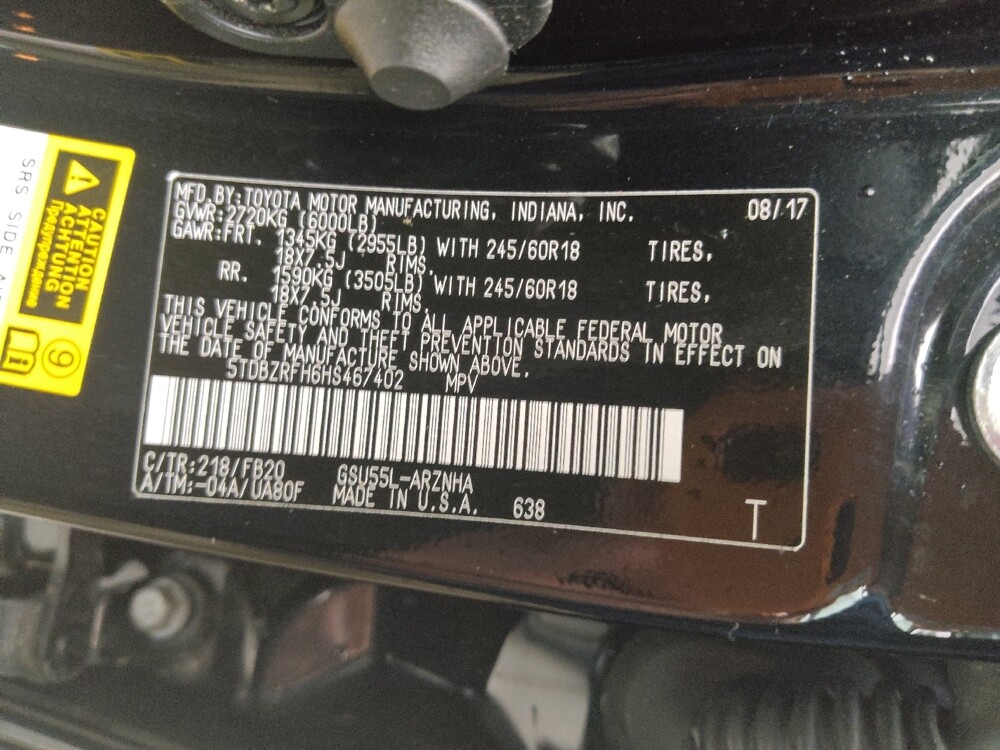 MFD.BY:TOYOTA MOTOR MANUFACTURING, INDIANA, INC. 08/17
GVWR:2720KG (6000LB)
GAWR:FRT. 1345KG (2955LB) WITH 245/60R18 TIRES,
18X7.5J RIMS,
RR. 1590KG (3505LB) WITH 245/60R18 TIRES,
18X7.5J RIMS,
THIS VEHICLE CONFORMS TO ALL APPLICABLE FEDERAL MOTOR
VEHICLE SAFETY AND THEFT PREVENTION STANDARDS IN EFFECT ON
THE DATE OF MANUFACTURE SHOWN ABOVE.
5TDBZRFH6HS467402 MPV
C/TR:218/FB20 GSU55L-ARZNHA
A/TM:-04A/UA80F MADE IN U.S.A. 638
T
CAUTION
ATTENTION
ACHTUNG
Предупреждение
9
i
SRS SIDE